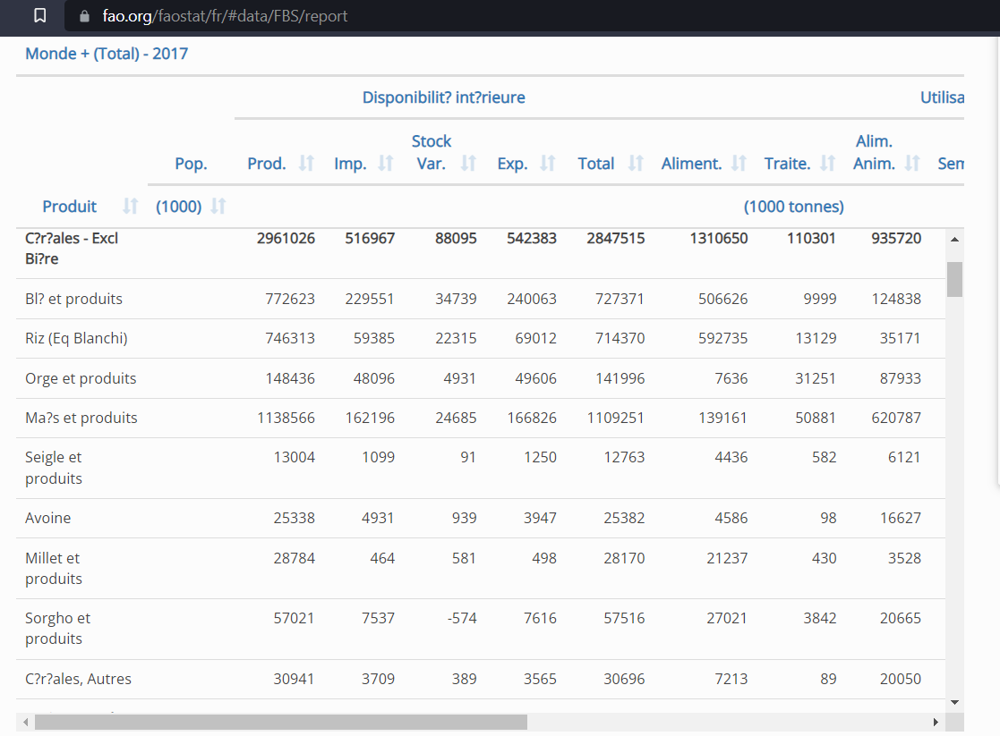 fao.org/faostat/fr/#data/FBS/report
Monde + (Total) - 2017
Disponibilit? int?rieure Utilisa
Stock Alim.
Pop. Prod. Imp. Var. Exp. Total Aliment. Traite. Anim. Sem
Produit (1000) (1000 tonnes)
C?r?ales - Excl 2961026 516967 88095 542383 2847515 1310650 110301 935720
Bi?re
Bl? et produits 772623 229551 34739 240063 727371 506626 9999 124838
Riz (Eq Blanchi) 746313 59385 22315 69012 714370 592735 13129 35171
Orge et produits 148436 48096 4931 49606 141996 7636 31251 87933
Ma?s et produits 1138566 162196 24685 166826 1109251 139161 50881 620787
Seigle et 13004 1099 91 1250 12763 4436 582 6121
produits
Avoine 25338 4931 939 3947 25382 4586 98 16627
Millet et 28784 464 581 498 28170 21237 430 3528
produits
Sorgho et 57021 7537 -574 7616 57516 27021 3842 20665
produits
C?r?ales, Autres 30941 3709 389 3565 30696 7213 89 20050